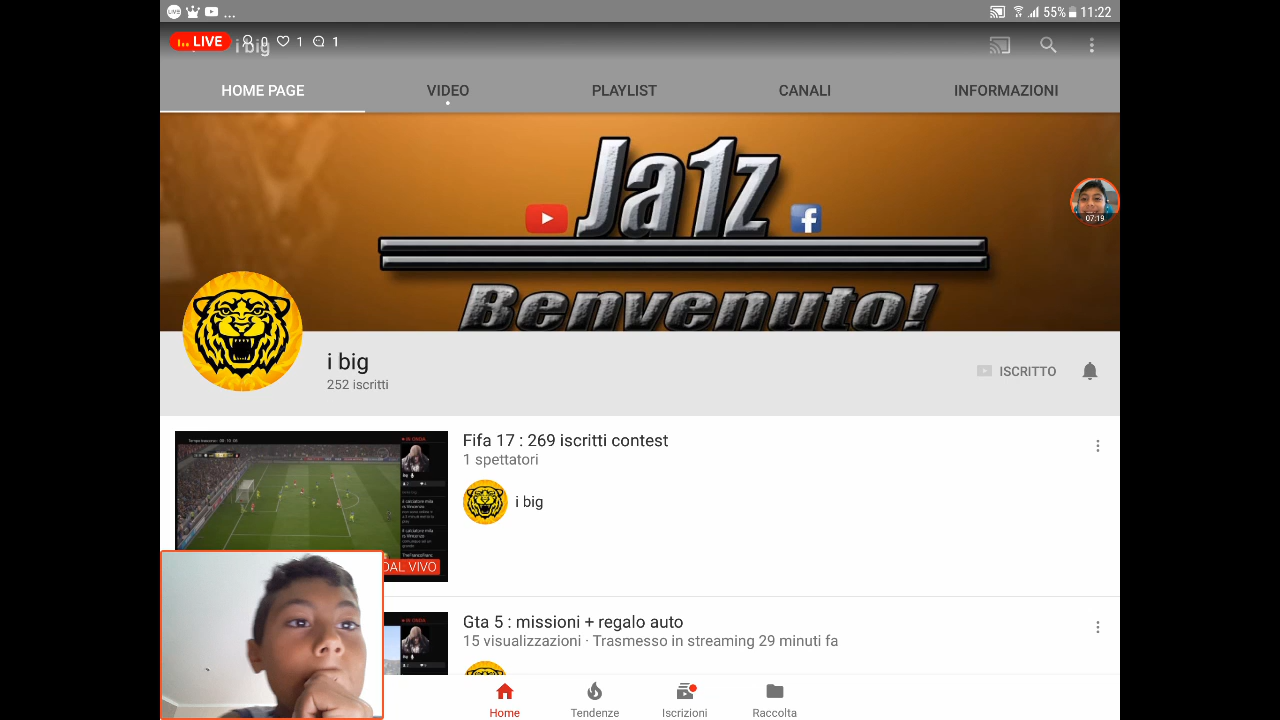 LIVE ... 55% 11:22
LIVE 0 1 1
i big
HOME PAGE VIDEO PLAYLIST CANALI INFORMAZIONI
Ja1z
f
07:19
Benvenuto!
i big
252 iscritti
ISCRITTO
Fifa 17 : 269 iscritti contest
1 spettatori
i big
DAL VIVO
Gta 5 : missioni + regalo auto
15 visualizzazioni · Trasmesso in streaming 29 minuti fa
Home Tendenze Iscrizioni Raccolta